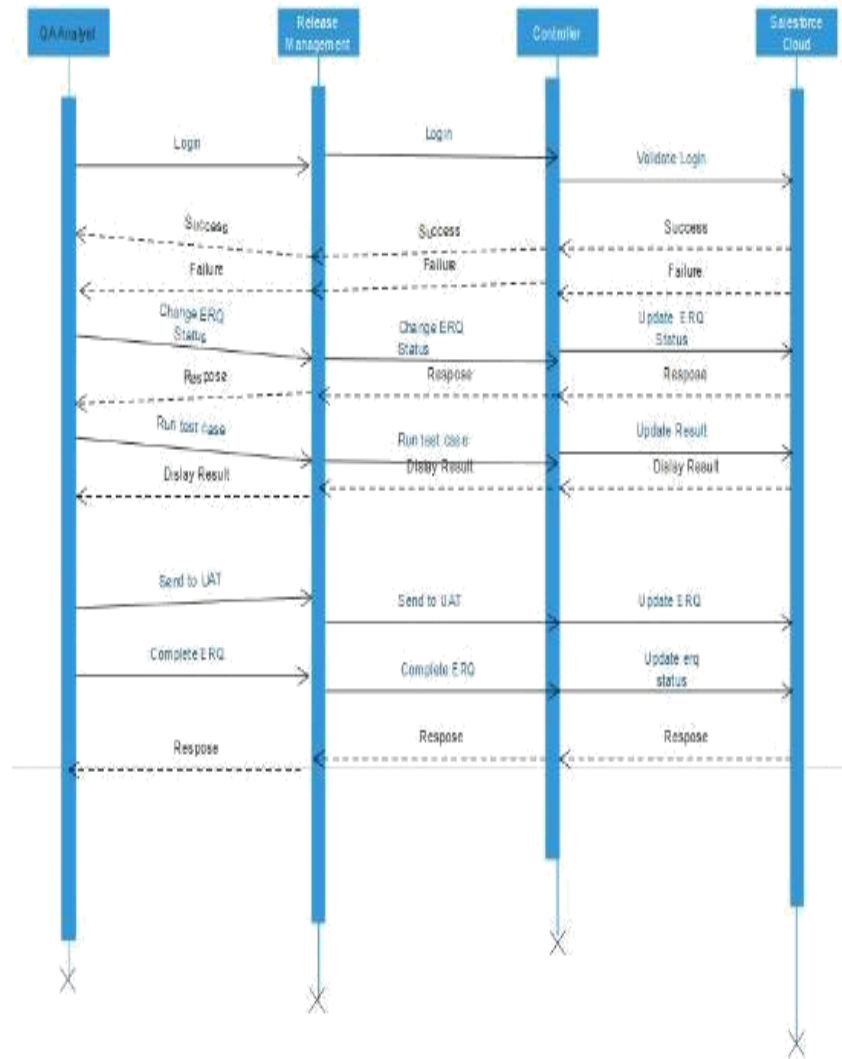 QA Analyst
Release
Management
Controller
Salesforce
Cloud
Login
Login
Validate Login
Success
Success
Success
Failure
Failure
Failure
Change ERQ
Status
Change ERQ
Status
Update ERQ
Status
Respose
Respose
Respose
Run test case
Run test case
Update Result
Dislay Result
Dislay Result
Dislay Result
Send to UAT
Send to UAT
Update ERQ
Complete ERQ
Complete ERQ
Update erq
status
Respose
Respose
Respose